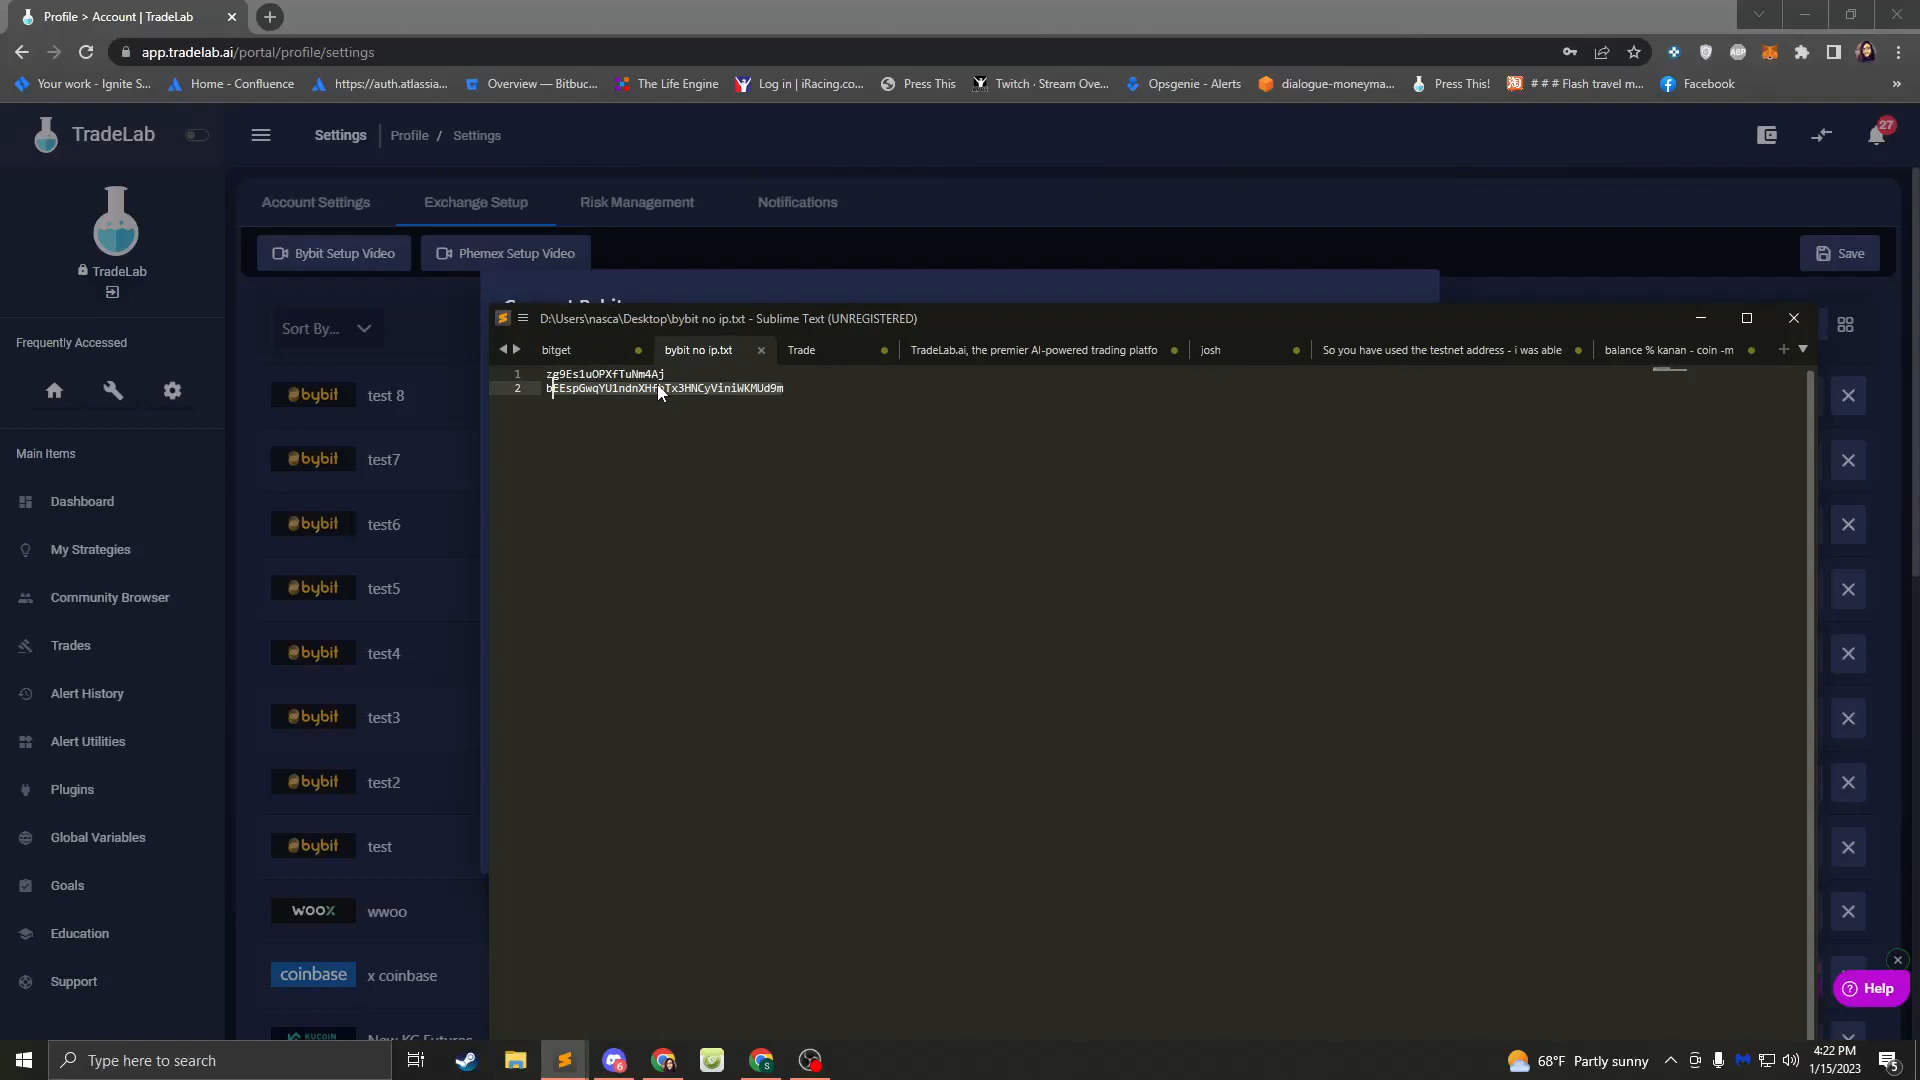 Profile > Account | TradeLab
app.tradelab.ai/portal/profile/settings
Your work - Ignite S...
Home - Confluence
https://auth.atlassia...
Overview — Bitbuc...
The Life Engine
Log in | iRacing.co...
Press This
Twitch · Stream Ove...
Opsgenie - Alerts
dialogue-moneyma...
Press This!
# # # Flash travel m...
Facebook
»
TradeLab
Settings
Profile / Settings
27
TradeLab
Account Settings
Exchange Setup
Risk Management
Notifications
Bybit Setup Video
Phemex Setup Video
Save
Sort By...
D:\Users\nasca\Desktop\bybit no ip.txt - Sublime Text (UNREGISTERED)
bitget
bybit no ip.txt
Trade
TradeLab.ai, the premier AI-powered trading platfo
josh
So you have used the testnet address - i was able
balance % kanan - coin -m
1 zg9Es1uOPXfTuNm4Aj
2
Frequently Accessed
Main Items
Dashboard
My Strategies
Community Browser
Trades
Alert History
Alert Utilities
Plugins
Global Variables
Goals
Education
Support
bybit test 8
bybit test7
bybit test6
bybit test5
bybit test4
bybit test3
bybit test2
bybit test
WOOX wwoo
coinbase x coinbase
KUCOIN New KC Futures
Help
Type here to search
6
S
68°F Partly sunny
4:22 PM
1/15/2023
5